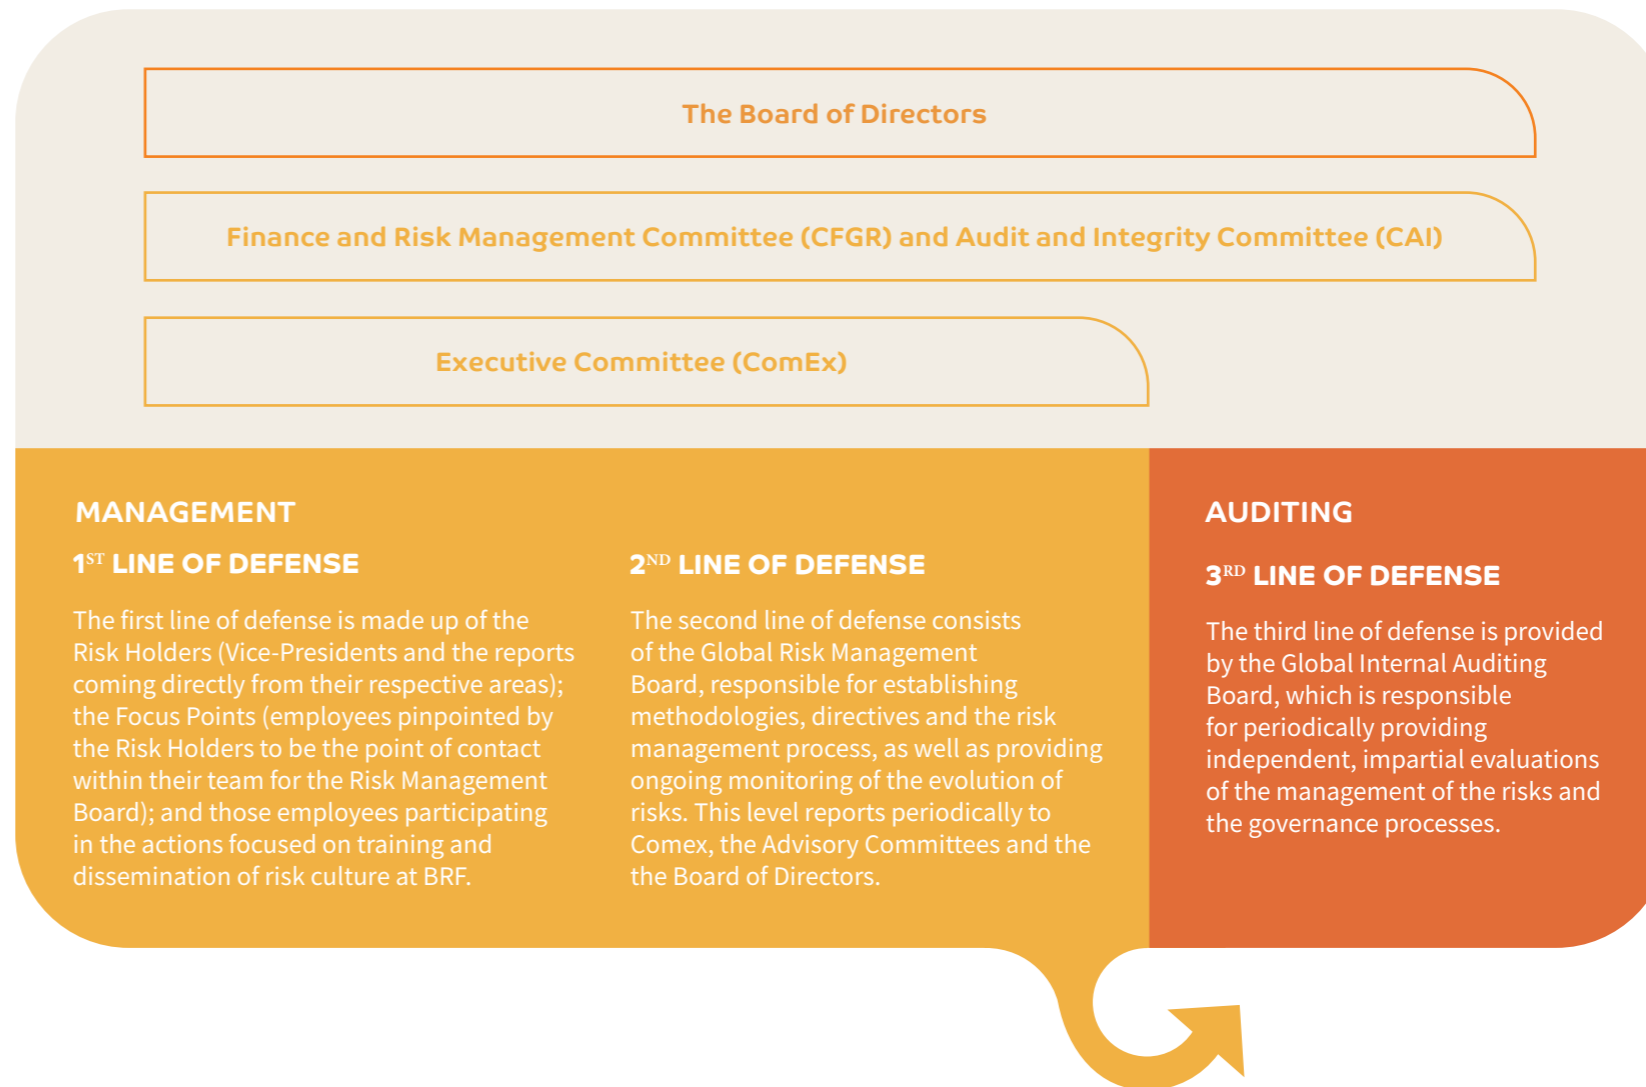 The Board of Directors
Finance and Risk Management Committee (CFGR) and Audit and Integrity Committee (CAI)
Executive Committee (ComEx)
MANAGEMENT
1ST LINE OF DEFENSE
The first line of defense is made up of the
Risk Holders (Vice-Presidents and the reports
coming directly from their respective areas);
the Focus Points (employees pinpointed by
the Risk Holders to be the point of contact
within their team for the Risk Management
Board); and those employees participating
in the actions focused on training and
dissemination of risk culture at BRF.
2ND LINE OF DEFENSE
The second line of defense consists
of the Global Risk Management
Board, responsible for establishing
methodologies, directives and the risk
management process, as well as providing
ongoing monitoring of the evolution of
risks. This level reports periodically to
Comex, the Advisory Committees and the
the Board of Directors.
AUDITING
3RD LINE OF DEFENSE
The third line of defense is provided
by the Global Internal Auditing
Board, which is responsible
for periodically providing
independent, impartial evaluations
of the management of the risks and
the governance processes.